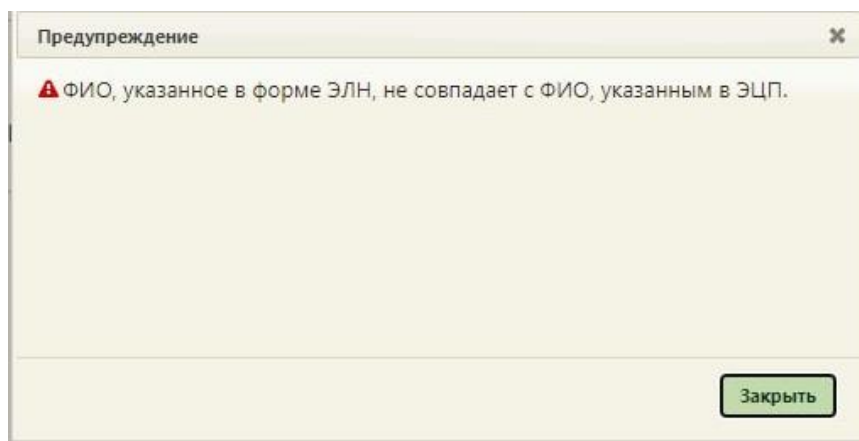 Предупреждение
ФИО, указанное в форме ЭЛН, не совпадает с ФИО, указанным в ЭЦП.
Закрыть